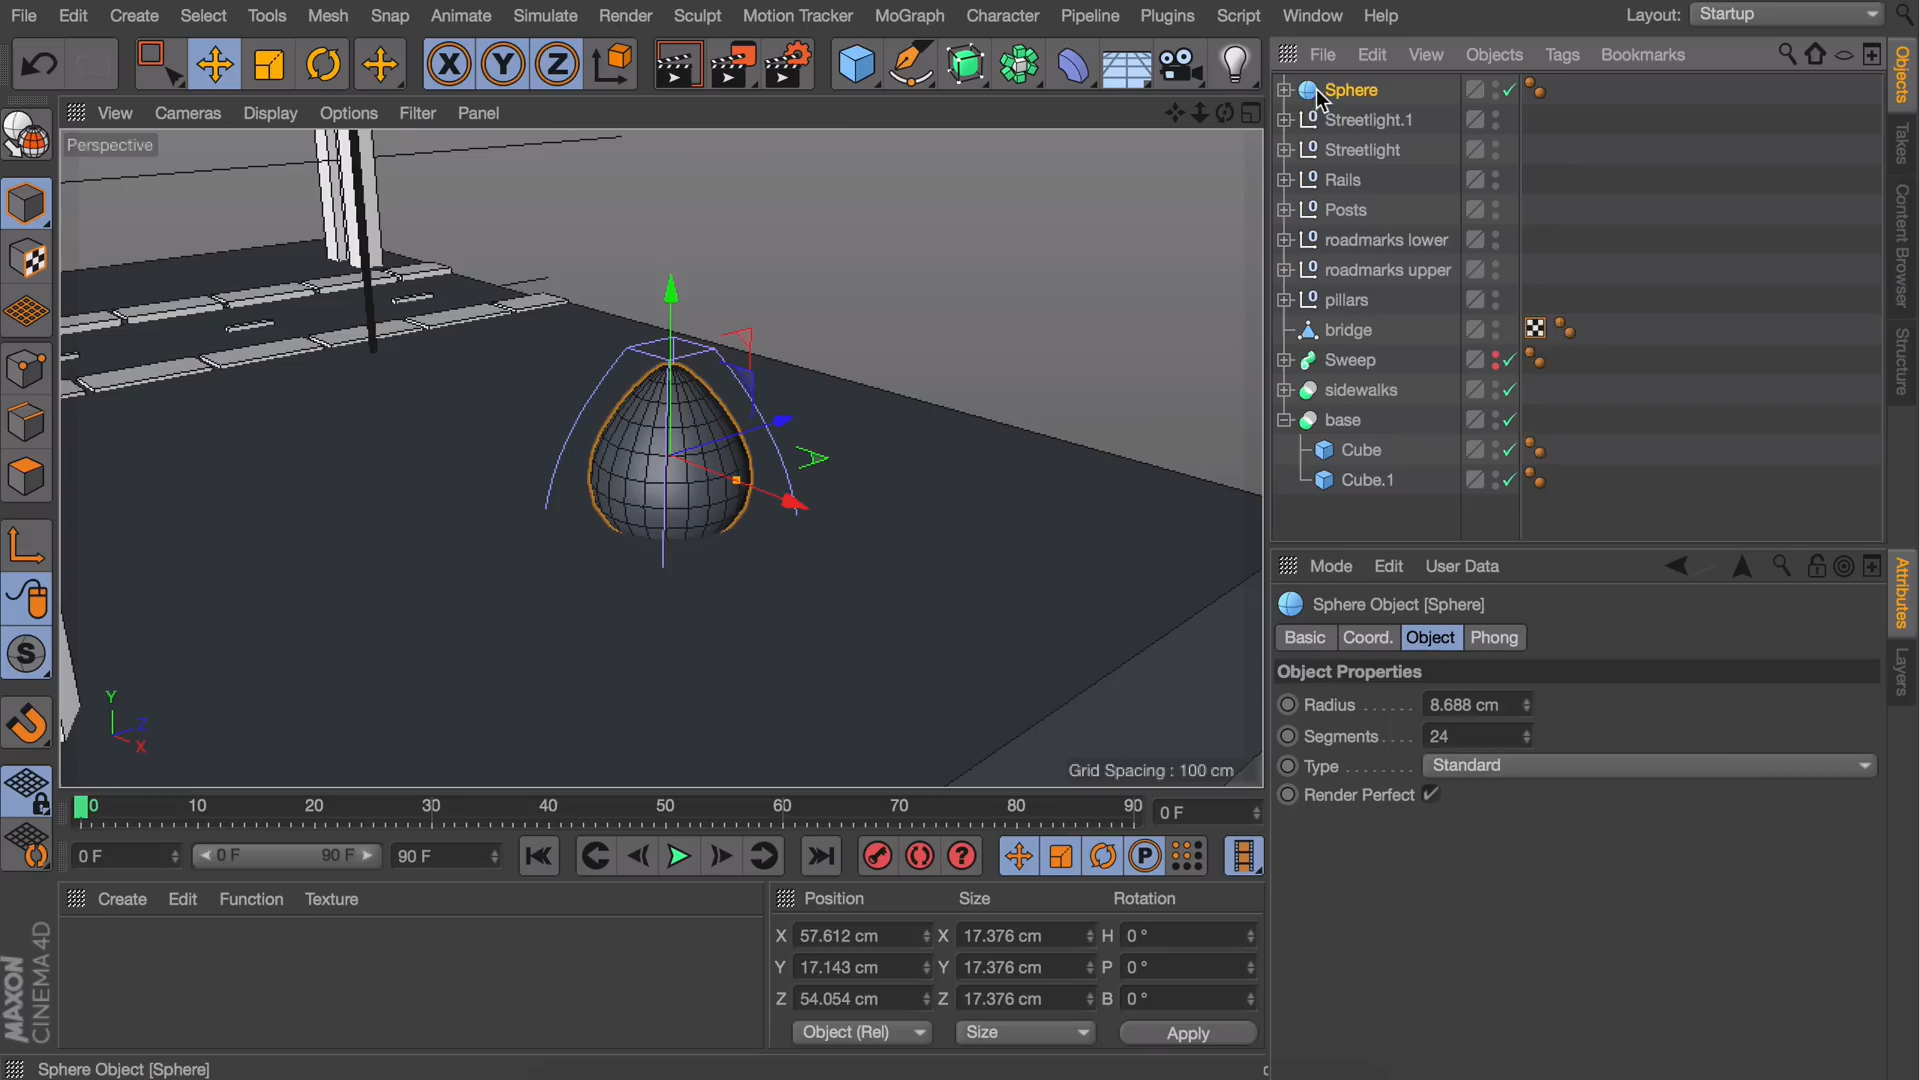 File Edit Create Select Tools Mesh Snap Animate Simulate Render Sculpt Motion Tracker MoGraph Character Pipeline Plugins Script Window Help Layout: Startup
X Y Z
File Edit View Objects Tags Bookmarks
View Cameras Display Options Filter Panel
Perspective
Sphere
Streetlight.1
Streetlight
Rails
Posts
roadmarks lower
roadmarks upper
pillars
bridge
Sweep
sidewalks
base
Cube
Cube.1
Objects
Takes
Content Browser
Structure
Y
Z
X
Grid Spacing : 100 cm
Mode Edit User Data
Sphere Object [Sphere]
Basic Coord. Object Phong
Object Properties
Radius 8.688 cm
Segments 24
Type Standard
Render Perfect
Attributes
Layers
S
0 10 20 30 40 50 60 70 80 90 0 F
0 F 0 F 90 F 90 F
P
Create Edit Function Texture
Position Size Rotation
X 57.612 cm X 17.376 cm H 0 °
Y 17.143 cm Y 17.376 cm P 0 °
Z 54.054 cm Z 17.376 cm B 0 °
Object (Rel) Size Apply
MAXON
CINEMA 4D
Sphere Object [Sphere]